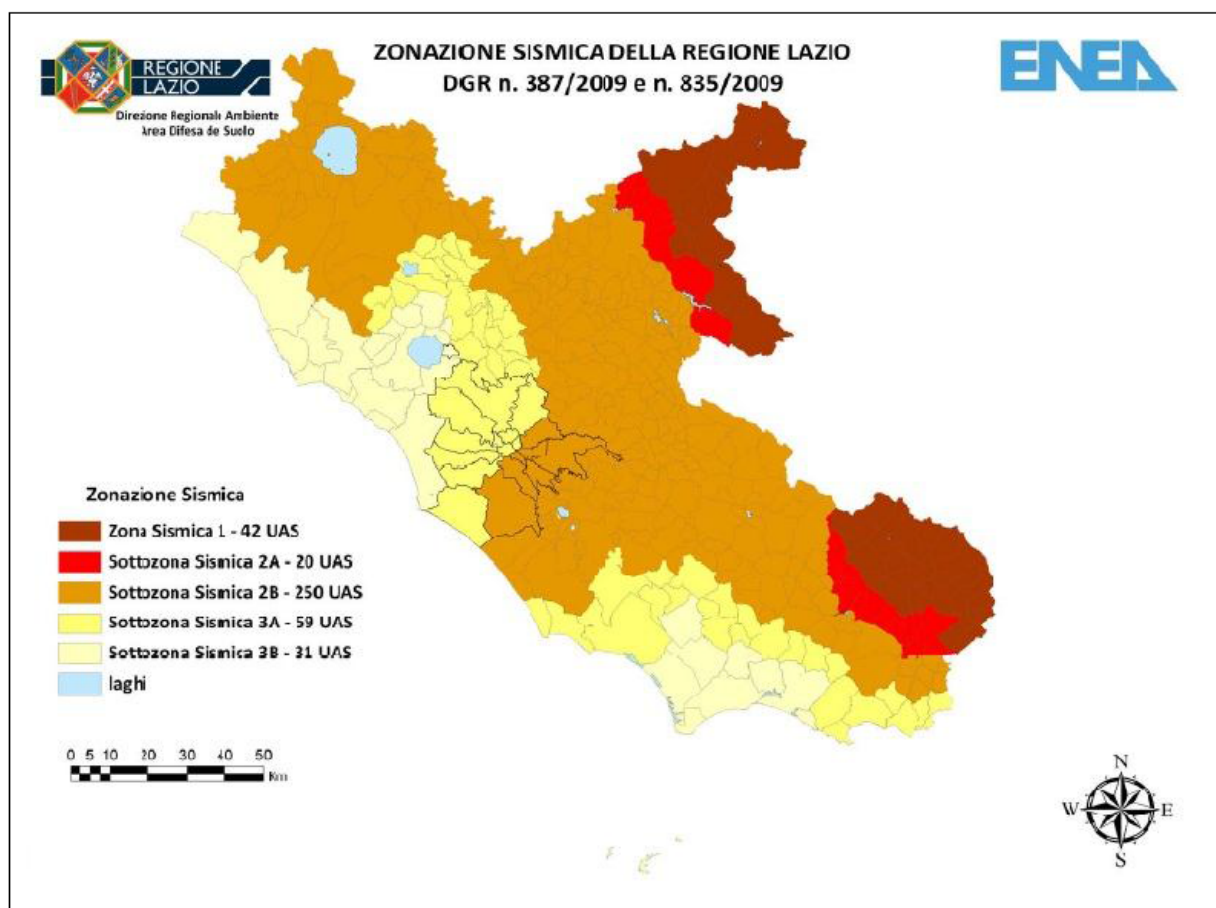 ZONAZIONE SISMICA DELLA REGIONE LAZIO
DGR n. 387/2009 e n. 835/2009
REGIONE
LAZIO
Direzione Regionale Ambiente
Area Difesa de Suolo
ENEA
Zonazione Sismica
Zona Sismica 1 - 42 UAS
Sottozona Sismica 2A - 20 UAS
Sottozona Sismica 2B - 250 UAS
Sottozona Sismica 3A - 59 UAS
Sottozona Sismica 3B - 31 UAS
laghi
0 5 10 20 30 40 50
Km
N
W E
S